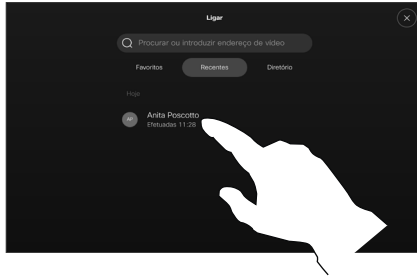 Ligar
Procurar ou introduzir endereço de vídeo
Favoritos Recentes Diretório
Hoje
AP
Anita Poscotto
Efetuadas 11:28